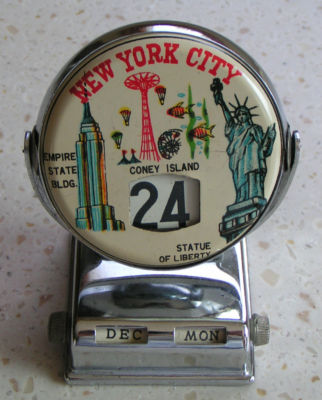 NEW YORK CITY
EMPIRE
STATE
BLDG.
CONEY ISLAND
24
STATUE
OF LIBERTY
DEC MON